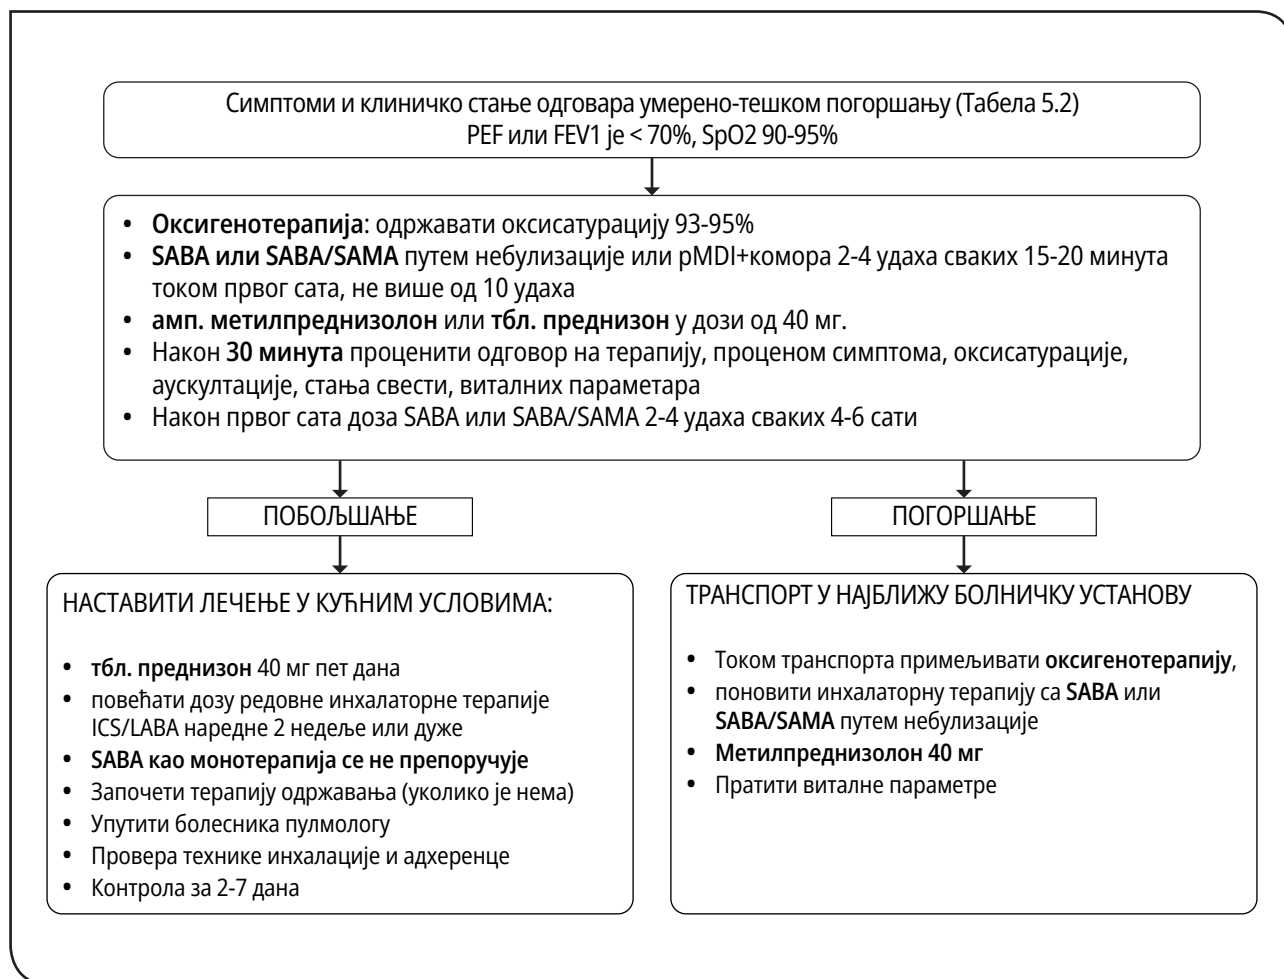 Симптоми и клиничко стање одговара умерено-тешком погоршању (Табела 5.2)
PEF или FEV1 је < 70%, SpO2 90-95%
• Оксигенотерапија: одржавати оксисатурацију 93-95%
• SABA или SABA/SAMA путем небулизације или pMDI+комора 2-4 удаха сваких 15-20 минута
током првог сата, не више од 10 удаха
• амп. метилпреднизолон или тбл. преднизон у дози од 40 мг.
• Након 30 минута проценити одговор на терапију, проценом симптома, оксисатурације,
аускултације, стања свести, виталних параметара
• Након првог сата доза SABA или SABA/SAMA 2-4 удаха сваких 4-6 сати
ПОБОЉШАЊЕ
НАСТАВИТИ ЛЕЧЕЊЕ У КУЋНИМ УСЛОВИМА:
• тбл. преднизон 40 мг пет дана
• повећати дозу редовне инхалаторне терапије
ICS/LABA наредне 2 недеље или дуже
• SABA као монотерапија се не препоручује
• Започети терапију одржавања (уколико је нема)
• Упутити болесника пулмологу
• Провера технике инхалације и адхеренце
• Контрола за 2-7 дана
ПОГОРШАЊЕ
ТРАНСПОРТ У НАЈБЛИЖУ БОЛНИЧКУ УСТАНОВУ
• Током транспорта примељивати оксигенотерапију,
• поновити инхалаторну терапију са SABA или
SABA/SAMA путем небулизације
• Метилпреднизолон 40 мг
• Пратити виталне параметре